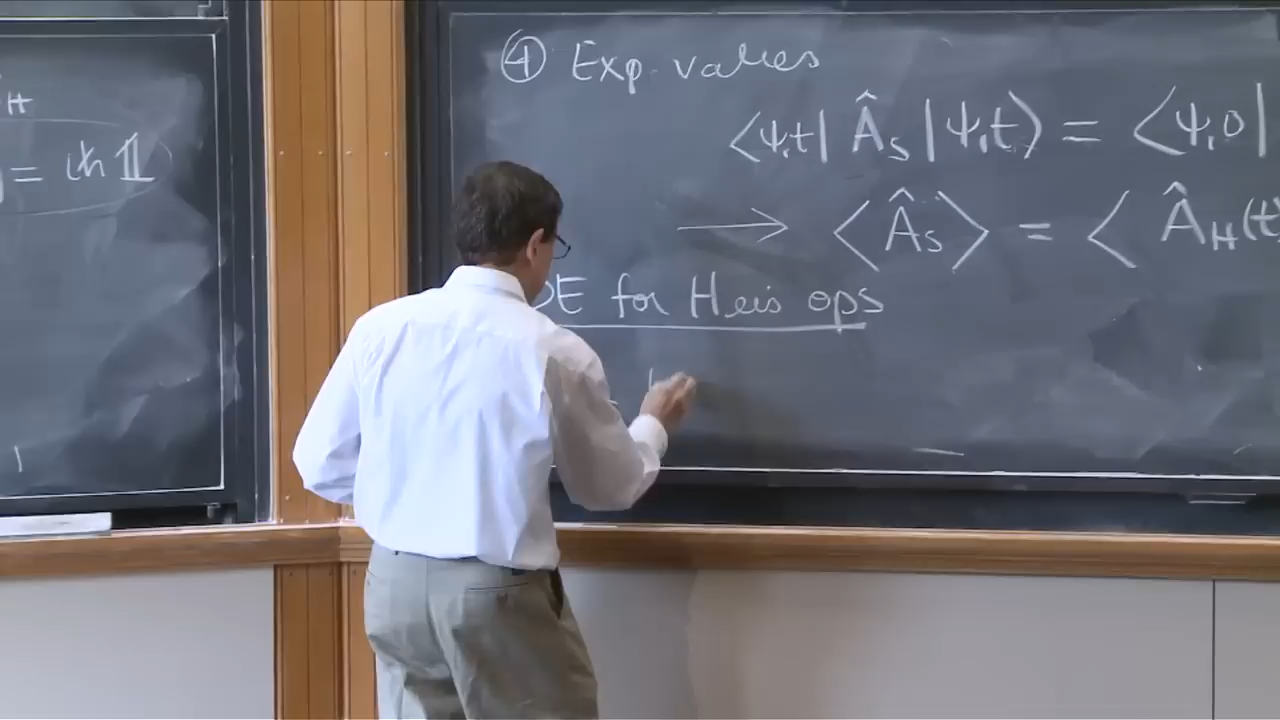 H
= iħ 𝟙
④ Exp. values
⟨Ψ,t| Â_S |Ψ,t⟩ = ⟨Ψ,0|
→ ⟨Â_S⟩ = ⟨ Â_H(t
DE for Heis ops